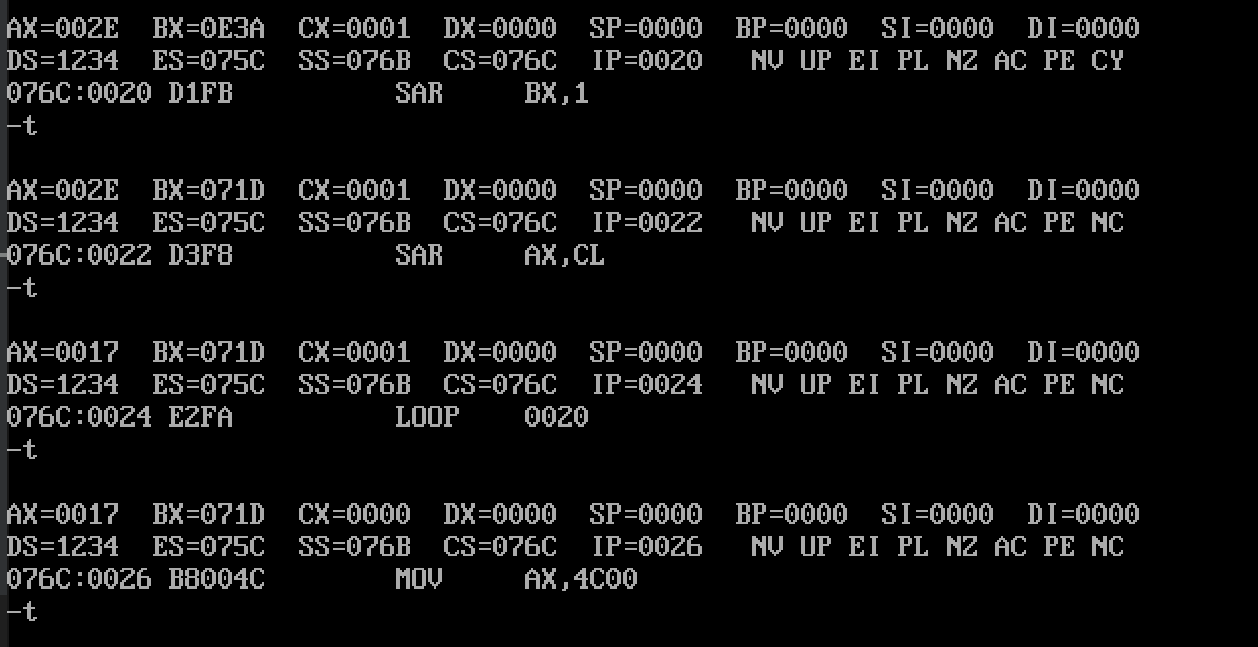 AX=002E  BX=0E3A  CX=0001  DX=0000  SP=0000  BP=0000  SI=0000  DI=0000
DS=1234  ES=075C  SS=076B  CS=076C  IP=0020   NV UP EI PL NZ AC PE CY
076C:0020 D1FB          SAR     BX,1
-t
AX=002E  BX=071D  CX=0001  DX=0000  SP=0000  BP=0000  SI=0000  DI=0000
DS=1234  ES=075C  SS=076B  CS=076C  IP=0022   NV UP EI PL NZ AC PE NC
076C:0022 D3F8          SAR     AX,CL
-t
AX=0017  BX=071D  CX=0001  DX=0000  SP=0000  BP=0000  SI=0000  DI=0000
DS=1234  ES=075C  SS=076B  CS=076C  IP=0024   NV UP EI PL NZ AC PE NC
076C:0024 E2FA          LOOP    0020
-t
AX=0017  BX=071D  CX=0000  DX=0000  SP=0000  BP=0000  SI=0000  DI=0000
DS=1234  ES=075C  SS=076B  CS=076C  IP=0026   NV UP EI PL NZ AC PE NC
076C:0026 B8004C        MOV     AX,4C00
-t